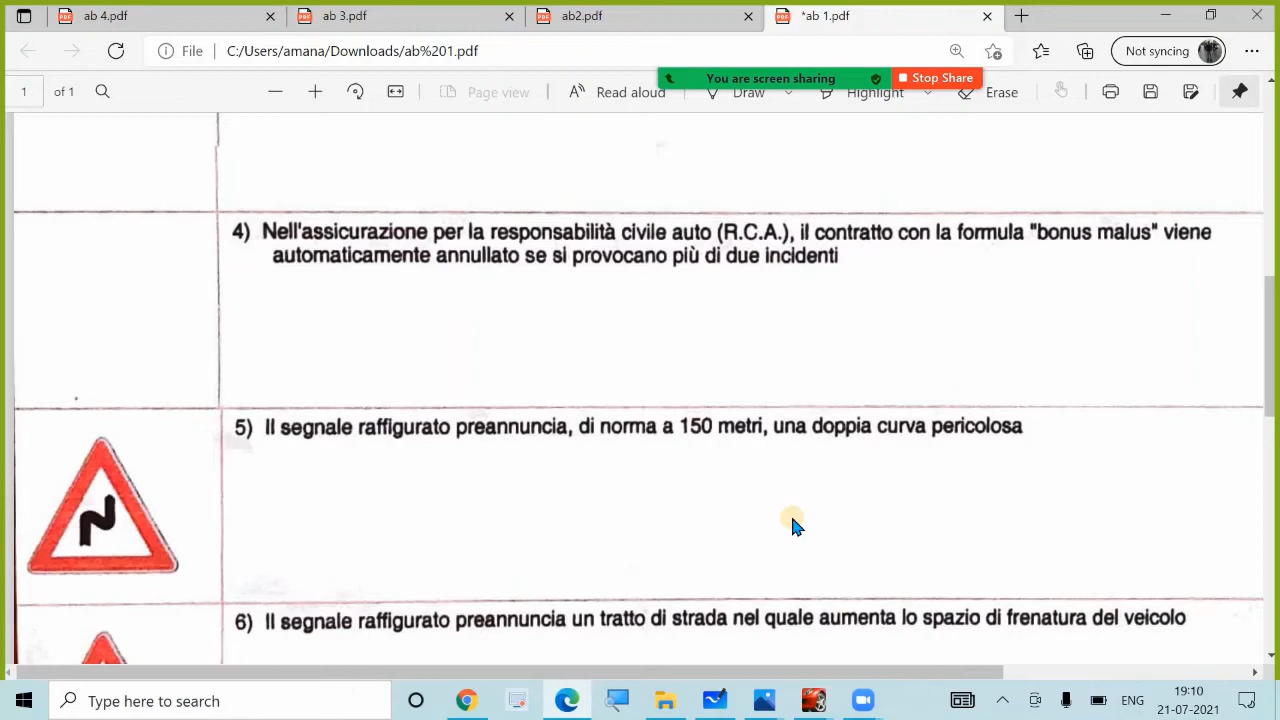 ab 4.pdf
ab 3.pdf
ab2.pdf
*ab 1.pdf
File
C:/Users/amana/Downloads/ab%201.pdf
Not syncing
You are screen sharing
Stop Share
1
of 1
Page view
Read aloud
Draw
Highlight
Erase
4) Nell'assicurazione per la responsabilità civile auto (R.C.A.), il contratto con la formula "bonus malus" viene
automaticamente annullato se si provocano più di due incidenti
5) Il segnale raffigurato preannuncia, di norma a 150 metri, una doppia curva pericolosa
6) Il segnale raffigurato preannuncia un tratto di strada nel quale aumenta lo spazio di frenatura del veicolo
Type here to search
ENG
19:10
21-07-2021